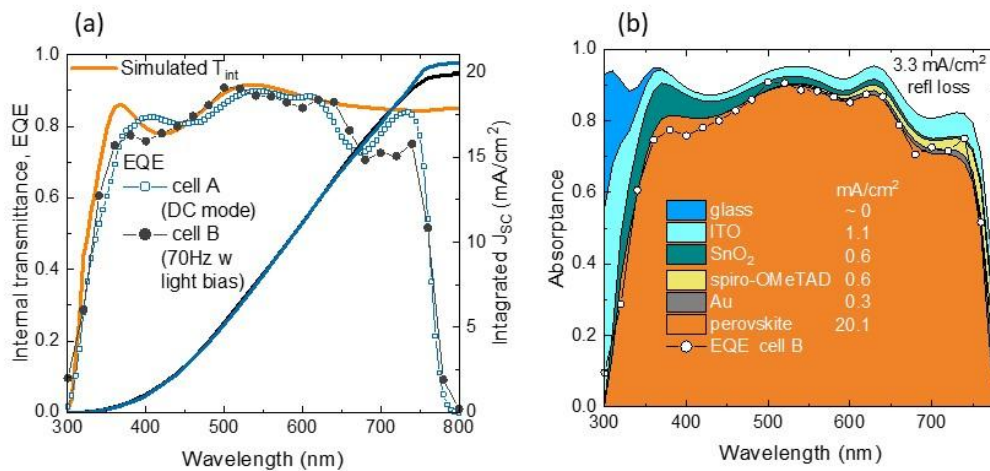 (a)
(b)
1.0
0.8
0.6
0.4
0.2
0.0
Internal transmittance, EQE
Simulated T_int
EQE
cell A
(DC mode)
cell B
(70Hz w
light bias)
20
15
10
5
0
Intagrated J_SC (mA/cm²)
300 400 500 600 700 800
Wavelength (nm)
1.0
0.8
0.6
0.4
0.2
0.0
Absorptance
3.3 mA/cm²
refl loss
mA/cm²
glass ~ 0
ITO 1.1
SnO₂ 0.6
spiro-OMeTAD 0.6
Au 0.3
perovskite 20.1
EQE cell B
300 400 500 600 700
Wavelength (nm)